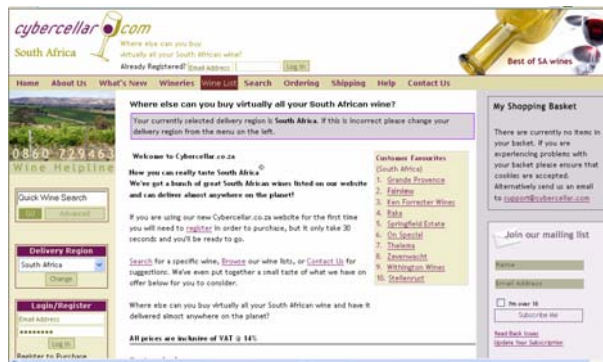 cybercellar.com
South Africa
Where else can you buy
virtually all your South African wine?
Already Registered? Email Address Log In
Best of SA wines
Home About Us What's New Wineries Wine List Search Ordering Shipping Help Contact Us
0860 729463
Wine Helpline
Quick Wine Search
GO Advanced
Delivery Region
South Africa
Change
Login/Register
Email Address
********
Log In
Register to Purchase
Where else can you buy virtually all your South African wine?
Your currently selected delivery region is South Africa. If this is incorrect please change your
delivery region from the menu on the left.
Welcome to Cybercellar.co.za
Now you can really taste South Africa
We've got a bunch of great South African wines listed on our website
and can deliver almost anywhere on the planet!
If you are using our new Cybercellar.co.za website for the first time
you will need to register in order to purchase, but it only take 30
seconds and you'll be ready to go.
Search for a specific wine, Browse our wine lists, or Contact Us for
suggestions. We've even put together a small taste of what we have on
offer below for you to consider.
Where else can you buy virtually all your South African wine and have it
delivered almost anywhere on the planet?
All prices are inclusive of VAT @ 14%
Customer Favourites
(South Africa)
1. Grande Provence
2. Fairview
3. Ken Forrester Wines
4. Raka
5. Springfield Estate
6. On Special
7. Thelema
8. Zevenwacht
9. Withington Wines
10. Stellenrust
My Shopping Basket
There are currently no items in
your basket. If you are
experiencing problems with
your basket please ensure that
cookies are accepted.
Alternatively send us an email
to support@cybercellar.com
Join our mailing list
Name
Email Address
I'm over 18
Subscribe Me
Read Back Issues
Update Your Subscription